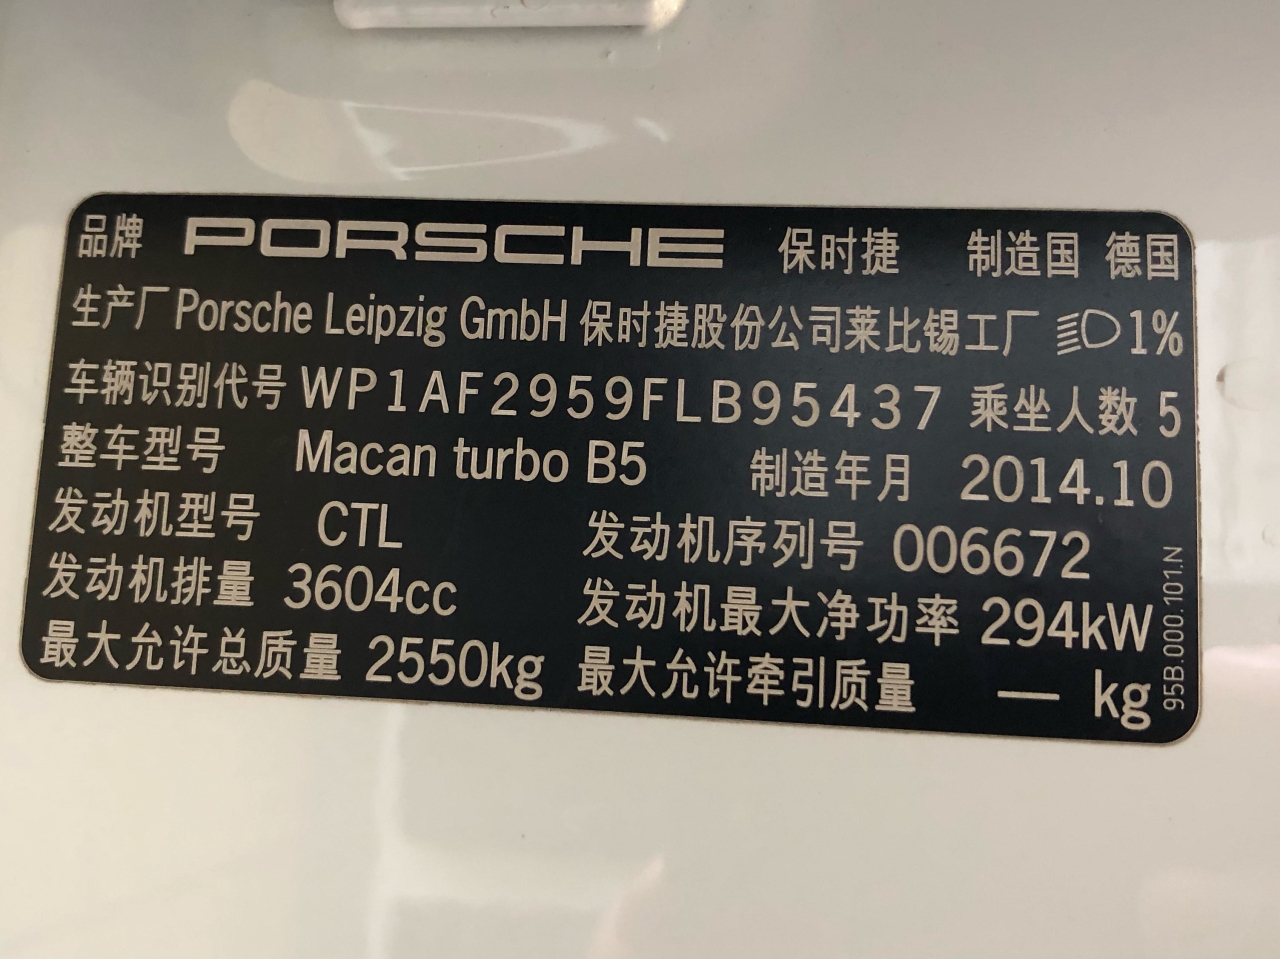 品牌 PORSCHE 保时捷 制造国 德国
生产厂 Porsche Leipzig GmbH 保时捷股份公司莱比锡工厂 1%
车辆识别代号 WP1AF2959FLB95437 乘坐人数 5
整车型号 Macan turbo B5 制造年月 2014.10
发动机型号 CTL 发动机序列号 006672
发动机排量 3604cc 发动机最大净功率 294kW
最大允许总质量 2550kg 最大允许牵引质量 — kg
95B.000.101.N